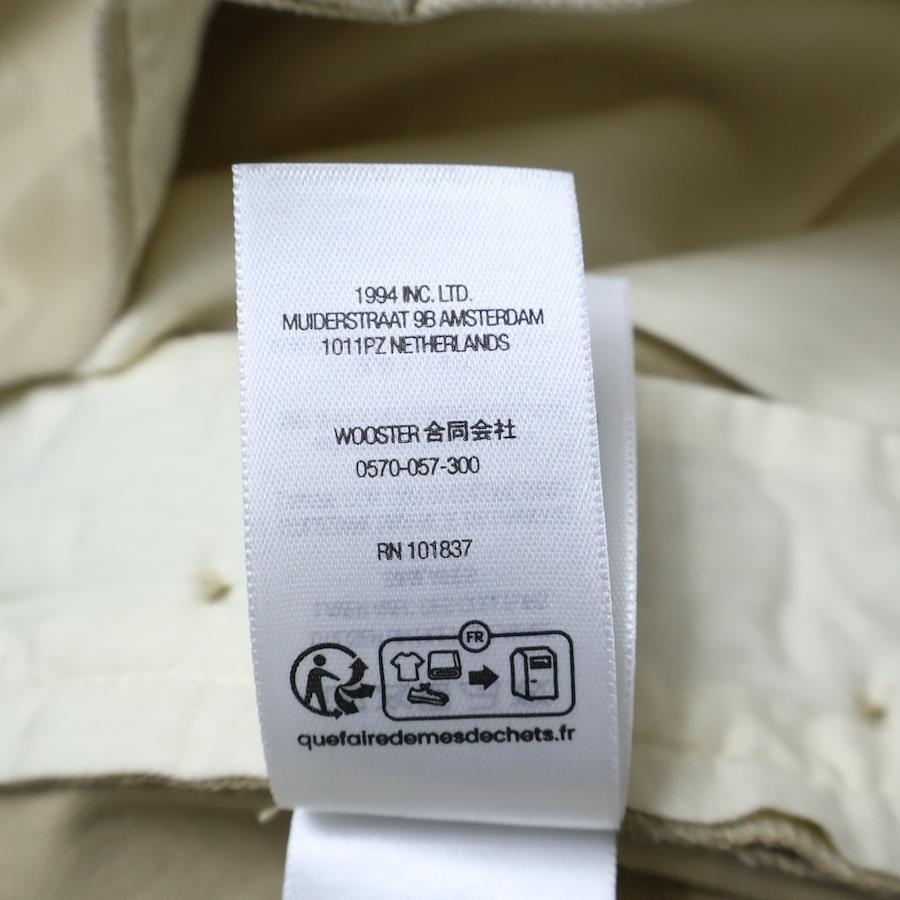 1994 INC. LTD.
MUIDERSTRAAT 9B AMSTERDAM
1011PZ NETHERLANDS
WOOSTER 合同会社
0570-057-300
RN 101837
FR
quefairedemesdechets.fr